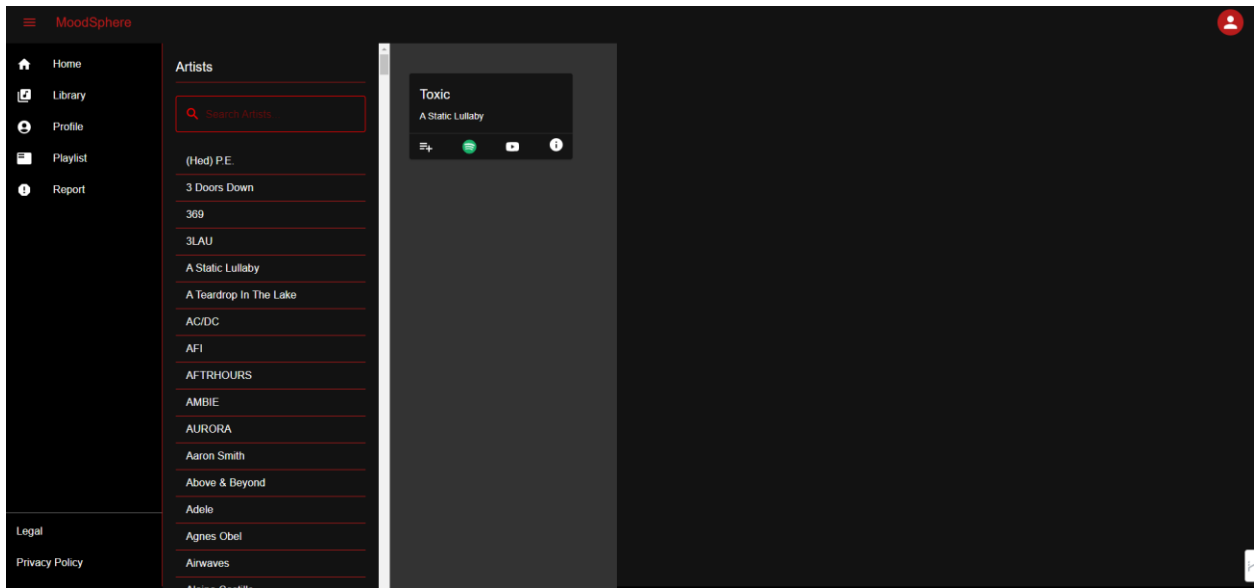 MoodSphere
Home
Library
Profile
Playlist
Report
Legal
Privacy Policy
Artists
Search Artists
(Hed) P.E.
3 Doors Down
369
3LAU
A Static Lullaby
A Teardrop In The Lake
AC/DC
AFI
AFTRHOURS
AMBIE
AURORA
Aaron Smith
Above & Beyond
Adele
Agnes Obel
Airwaves
Toxic
A Static Lullaby